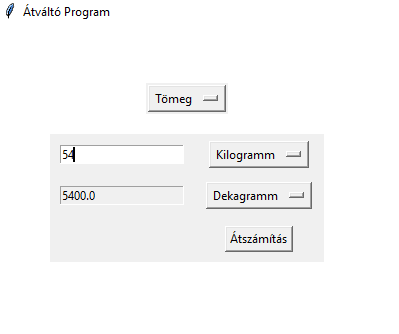 Átváltó Program
Tömeg
54
Kilogramm
5400.0
Dekagramm
Átszámítás